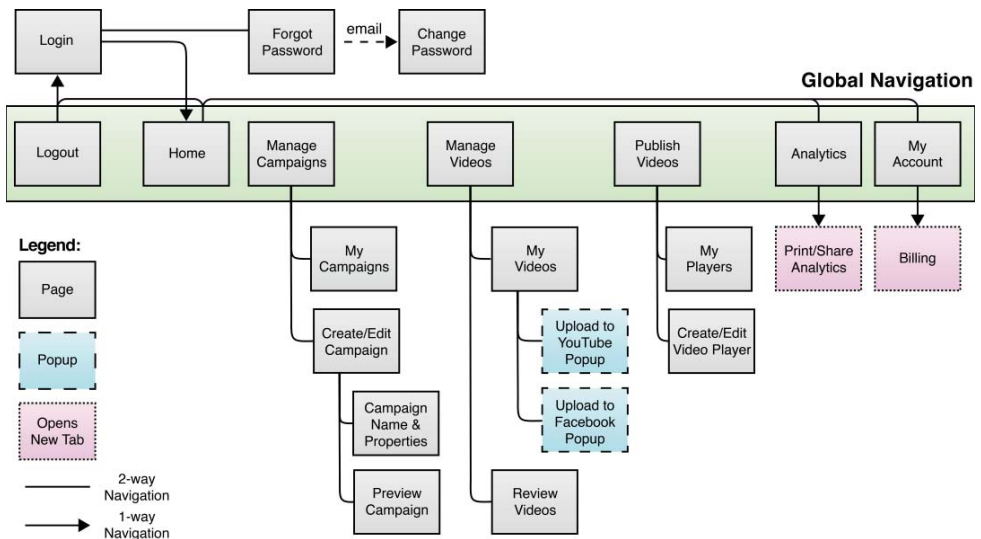 Login
Forgot
Password
email
Change
Password
Global Navigation
Logout
Home
Manage
Campaigns
Manage
Videos
Publish
Videos
Analytics
My
Account
My
Campaigns
My
Videos
My
Players
Print/Share
Analytics
Billing
Legend:
Page
Popup
Opens
New Tab
2-way
Navigation
1-way
Navigation
Create/Edit
Campaign
Upload to
YouTube
Popup
Create/Edit
Video Player
Campaign
Name &
Properties
Upload to
Facebook
Popup
Preview
Campaign
Review
Videos